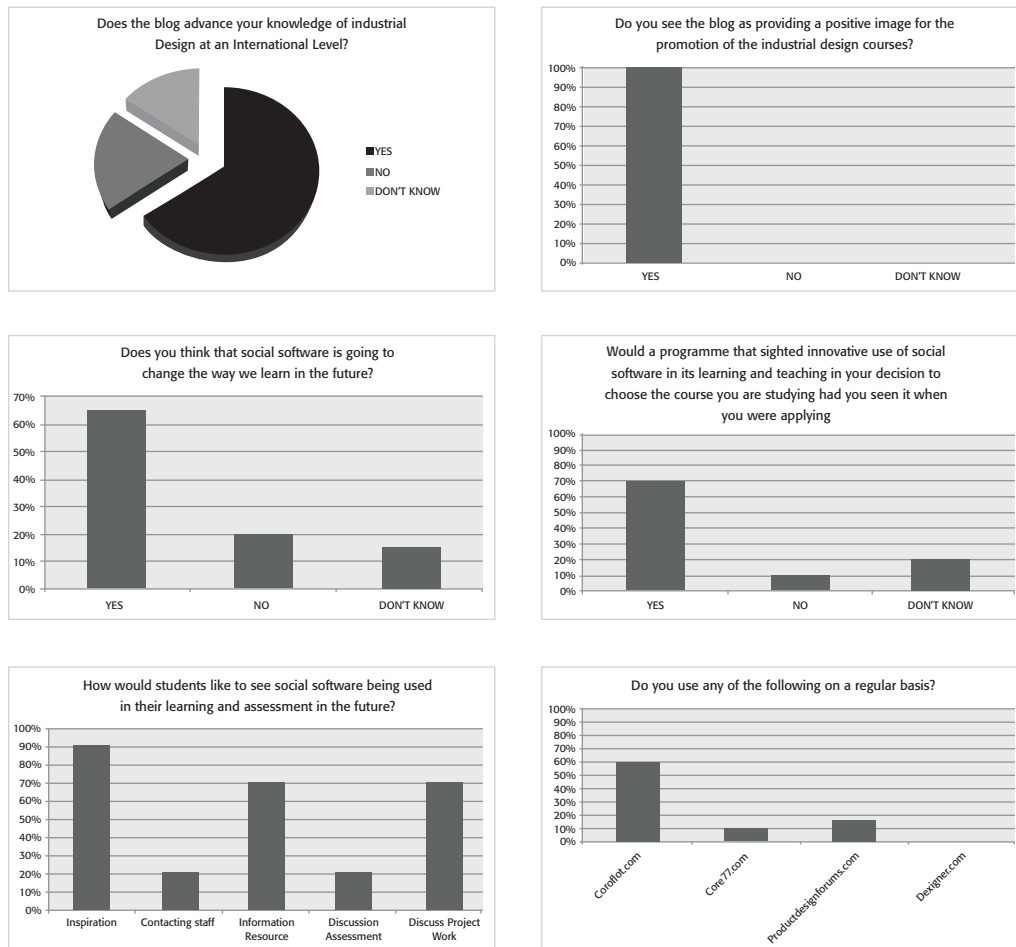 Does the blog advance your knowledge of industrial
Design at an International Level?
YES
NO
DON'T KNOW
Do you see the blog as providing a positive image for the
promotion of the industrial design courses?
100%
90%
80%
70%
60%
50%
40%
30%
20%
10%
0%
YES NO DON'T KNOW
Does you think that social software is going to
change the way we learn in the future?
70%
60%
50%
40%
30%
20%
10%
0%
YES NO DON'T KNOW
Would a programme that sighted innovative use of social
software in its learning and teaching in your decision to
choose the course you are studying had you seen it when
you were applying
100%
90%
80%
70%
60%
50%
40%
30%
20%
10%
0%
YES NO DON'T KNOW
How would students like to see social software being used
in their learning and assessment in the future?
100%
90%
80%
70%
60%
50%
40%
30%
20%
10%
0%
Inspiration Contacting staff Information Discussion Discuss Project
Resource Assessment Work
Do you use any of the following on a regular basis?
100%
90%
80%
70%
60%
50%
40%
30%
20%
10%
0%
Coroflot.com
Core77.com
Productdesignforums.com
Dexigner.com